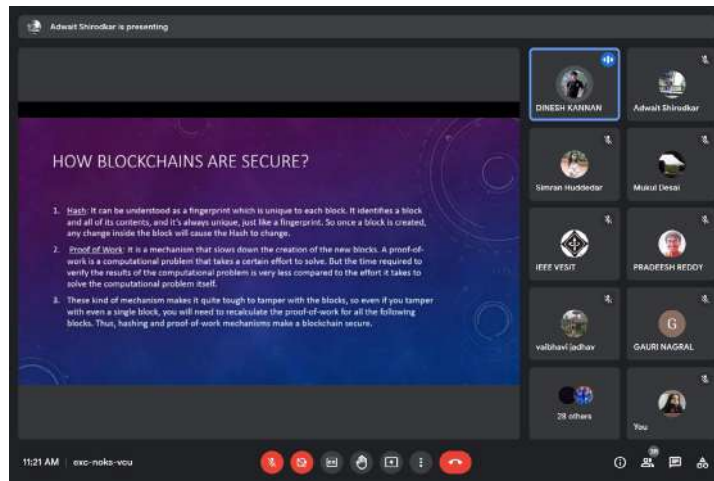 Adwait Shirodkar is presenting
HOW BLOCKCHAINS ARE SECURE?
1. Hash: It can be understood as a fingerprint which is unique to each block. It identifies a block
and all of its contents, and it's always unique, just like a fingerprint. So once a block is created,
any change inside the block will cause the Hash to change.
2. Proof of Work: It is a mechanism that slows down the creation of the new blocks. A proof-of-
work is a computational problem that takes a certain effort to solve. But the time required to
verify the results of the computational problem is very less compared to the effort it takes to
solve the computational problem itself.
3. These kind of mechanism makes it quite tough to tamper with the blocks, so even if you tamper
with even a single block, you will need to recalculate the proof-of-work for all the following
blocks. Thus, hashing and proof-of-work mechanisms make a blockchain secure.
DINESH KANNAN
Adwait Shirodkar
Simran Huddedar
Mukul Desai
IEEE VESIT
PRADEESH REDDY
vaibhavi jadhav
G
GAURI NAGRAL
28 others
You
11:21 AM | exc-noks-vcu